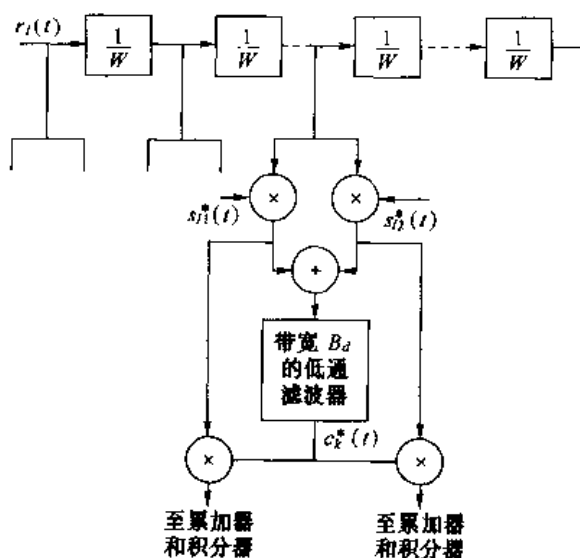 r_l(t)
1/W
1/W
1/W
1/W
×
×
s*_{l1}(t)
s*_{l2}(t)
+
带宽 B_d
的低通
滤波器
c*_k(t)
×
×
至累加器
和积分器
至累加器
和积分器